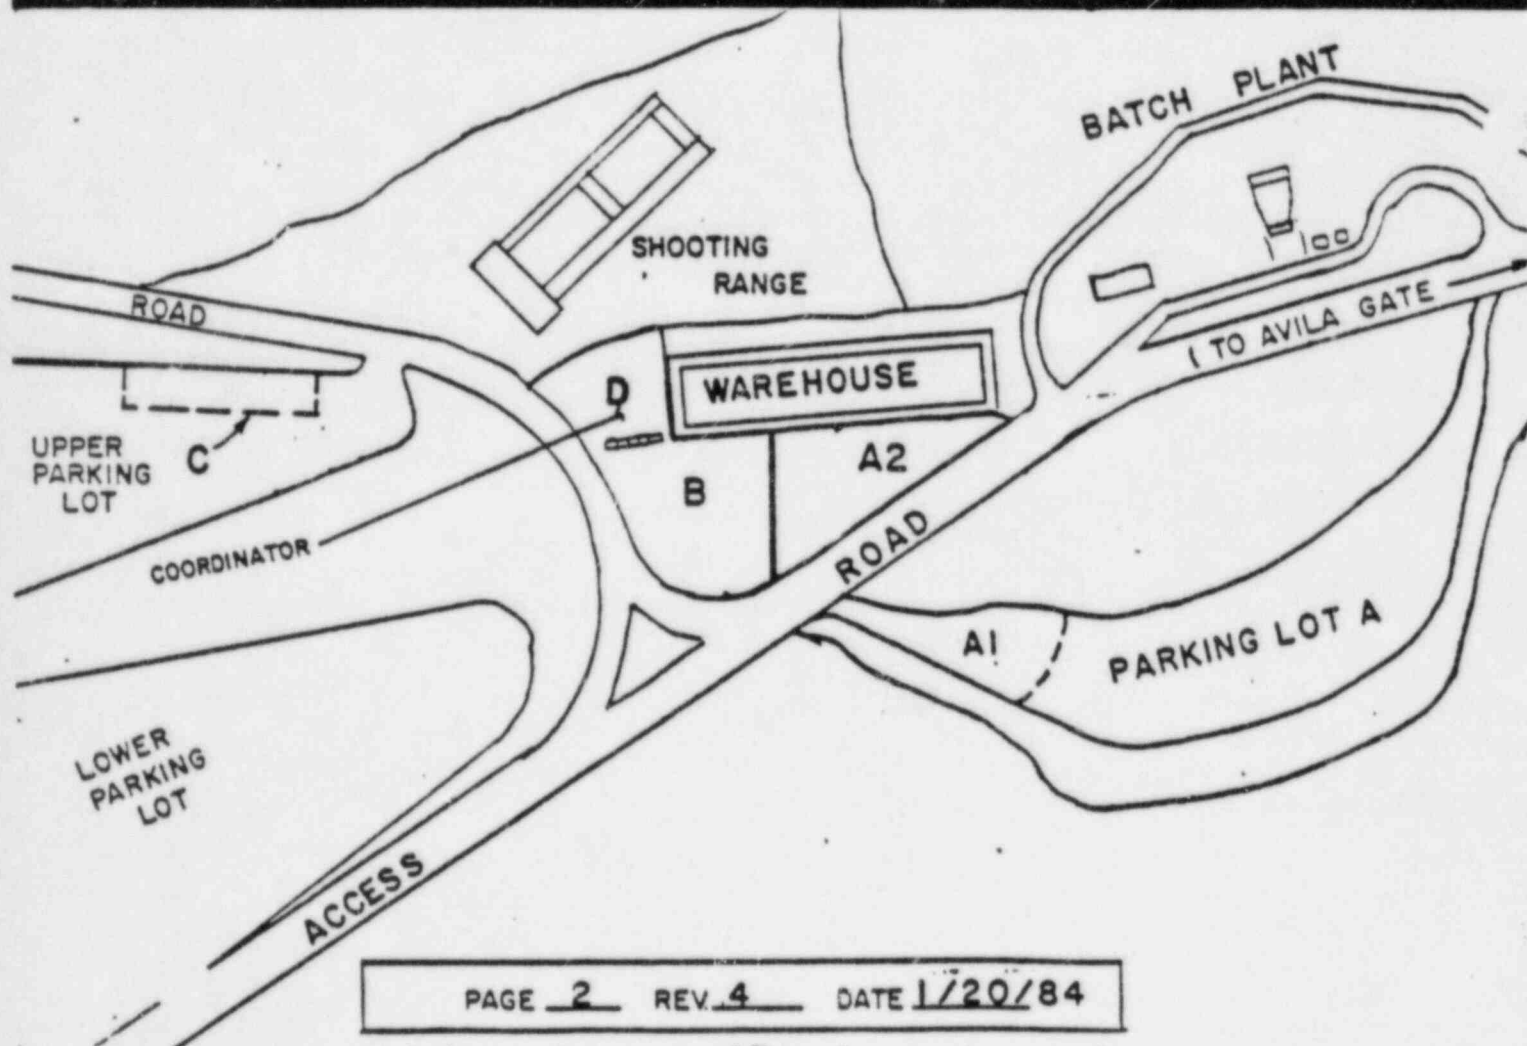 BATCH PLANT
SHOOTING
RANGE
ROAD
TO AVILA GATE
WAREHOUSE
D
UPPER
PARKING
LOT
C
A2
B
COORDINATOR
ROAD
A1
PARKING LOT A
LOWER
PARKING
LOT
ACCESS
PAGE 2 REV. 4 DATE 1/20/84